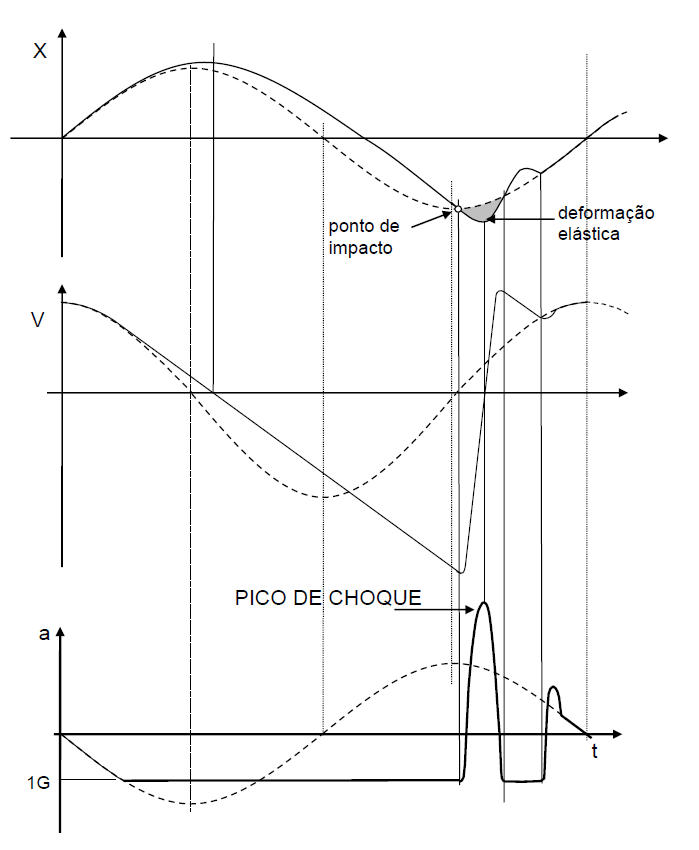 X
ponto de
impacto
deformação
elástica
V
PICO DE CHOQUE
a
t
1G